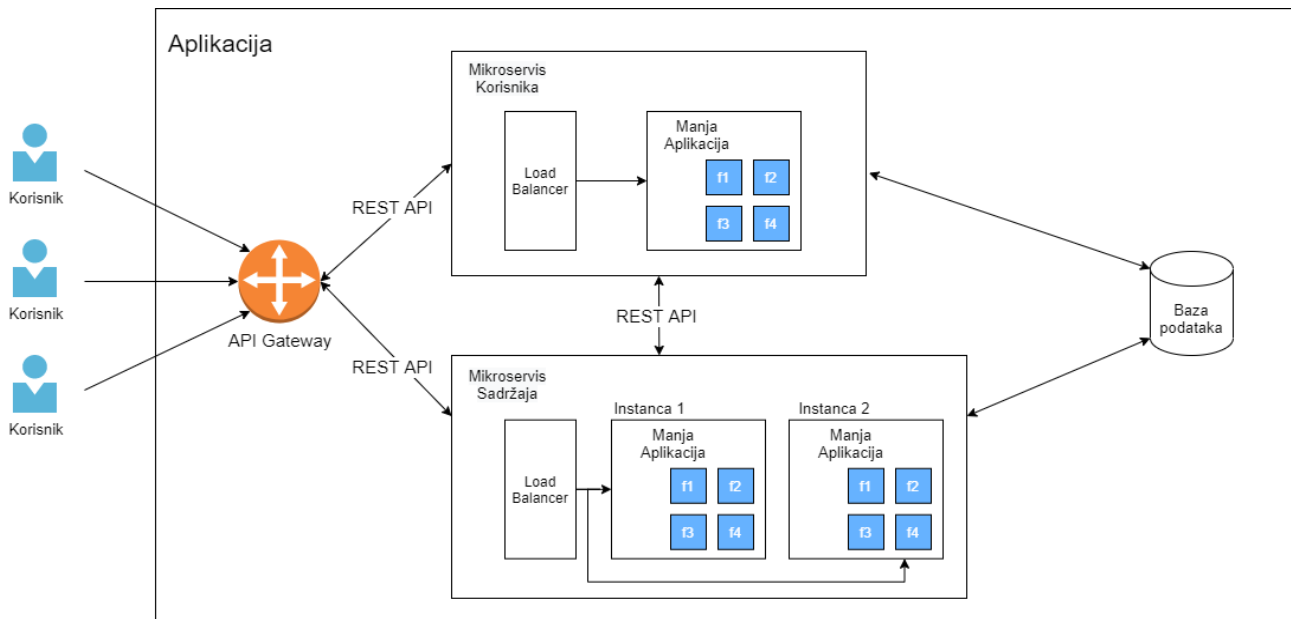 Aplikacija
Korisnik
Korisnik
Korisnik
API Gateway
REST API
REST API
Mikroservis
Korisnika
Load
Balancer
Manja
Aplikacija
f1
f2
f3
f4
REST API
Mikroservis
Sadržaja
Load
Balancer
Instanca 1
Manja
Aplikacija
f1
f2
f3
f4
Instanca 2
Manja
Aplikacija
f1
f2
f3
f4
Baza
podataka